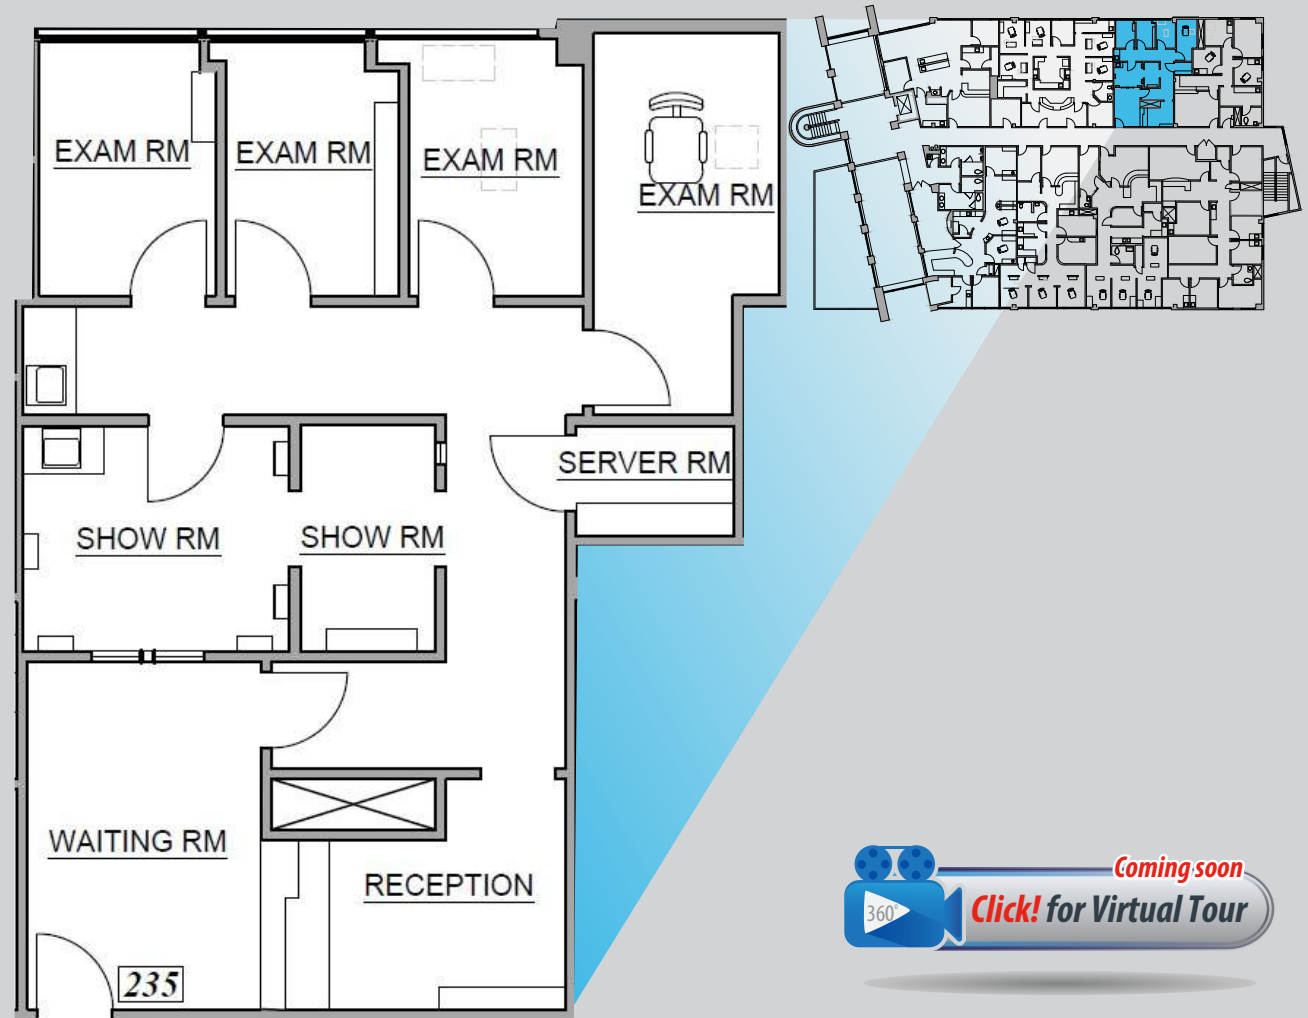 EXAM RM
EXAM RM
EXAM RM
EXAM RM
SERVER RM
SHOW RM
SHOW RM
WAITING RM
RECEPTION
235
Coming soon
360°
Click! for Virtual Tour